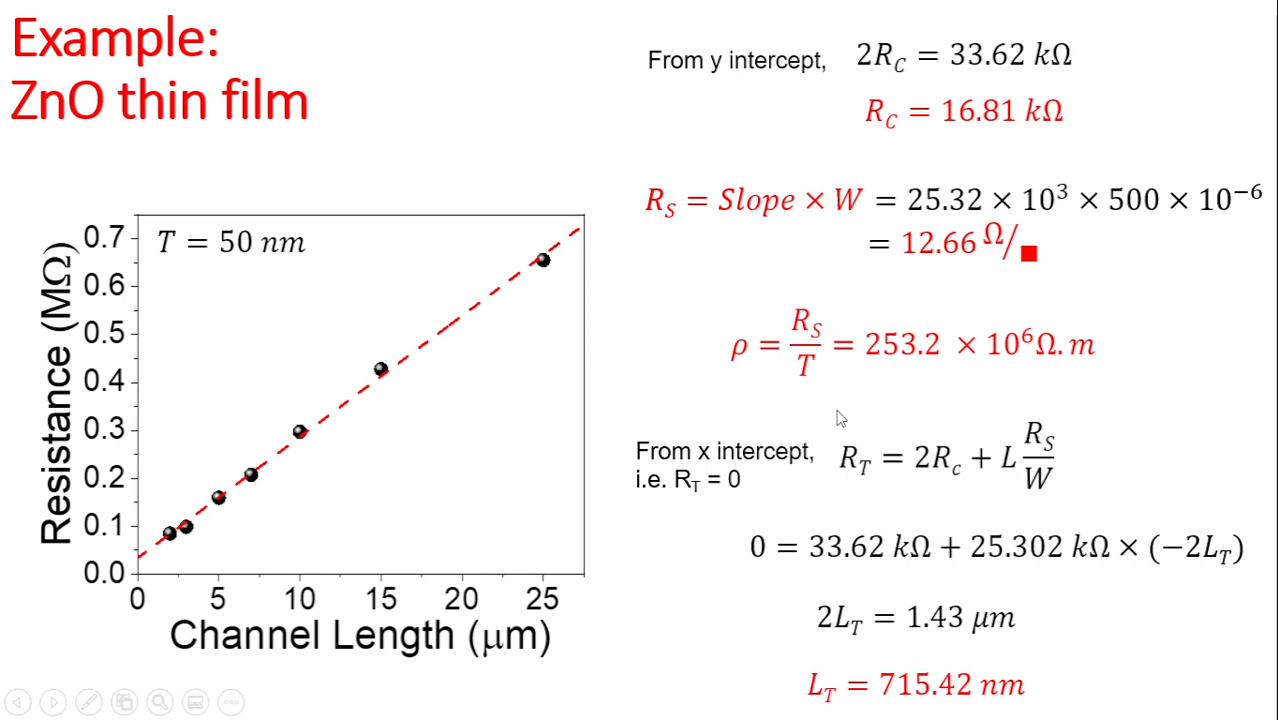 Example:
ZnO thin film
From y intercept, 2R_C = 33.62 kΩ
R_C = 16.81 kΩ
R_S = Slope × W = 25.32 × 10³ × 500 × 10⁻⁶
= 12.66 Ω/■
ρ = R_S/T = 253.2 × 10⁶Ω.m
From x intercept,
i.e. R_T = 0
R_T = 2R_c + L R_S/W
0 = 33.62 kΩ + 25.302 kΩ × (−2L_T)
2L_T = 1.43 μm
L_T = 715.42 nm
T = 50 nm
Resistance (MΩ)
0.7
0.6
0.5
0.4
0.3
0.2
0.1
0.0
0 5 10 15 20 25
Channel Length (μm)